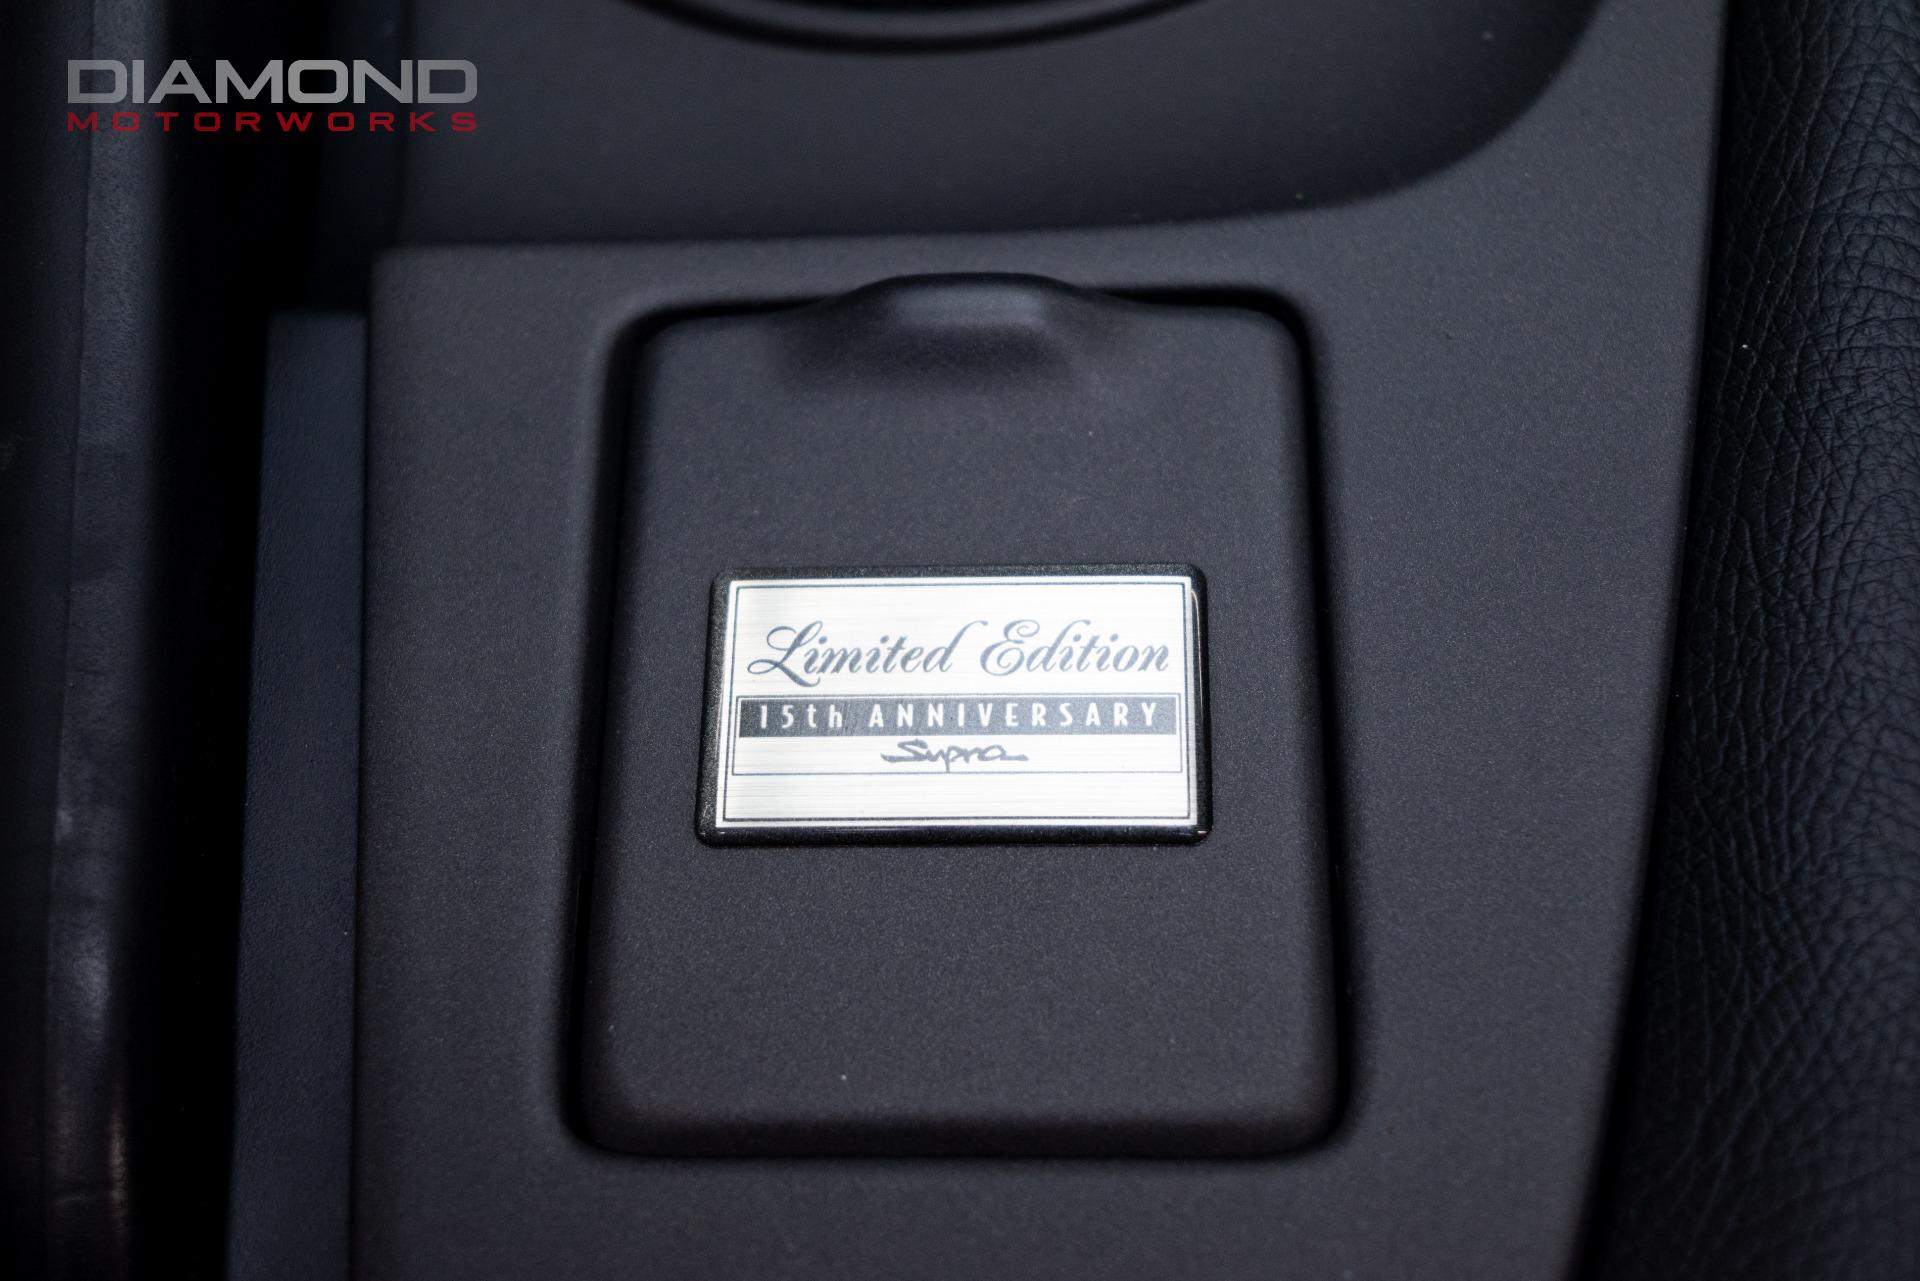 DIAMOND
MOTORWORKS
Limited Edition
15th ANNIVERSARY
Supra